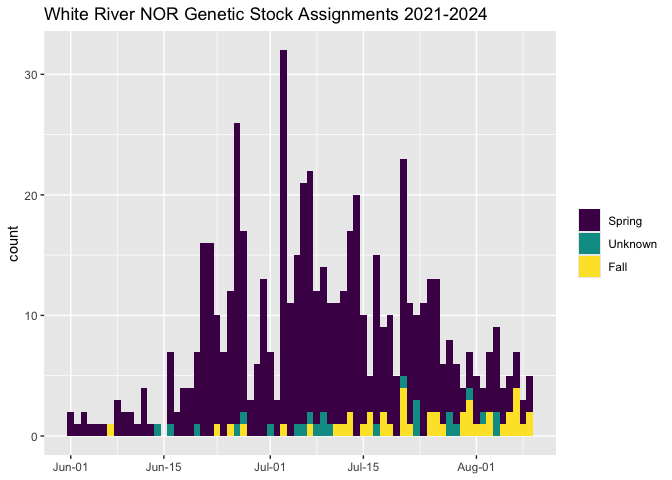 White River NOR Genetic Stock Assignments 2021-2024
30
20
10
0
count
Jun-01 Jun-15 Jul-01 Jul-15 Aug-01
Spring
Unknown
Fall